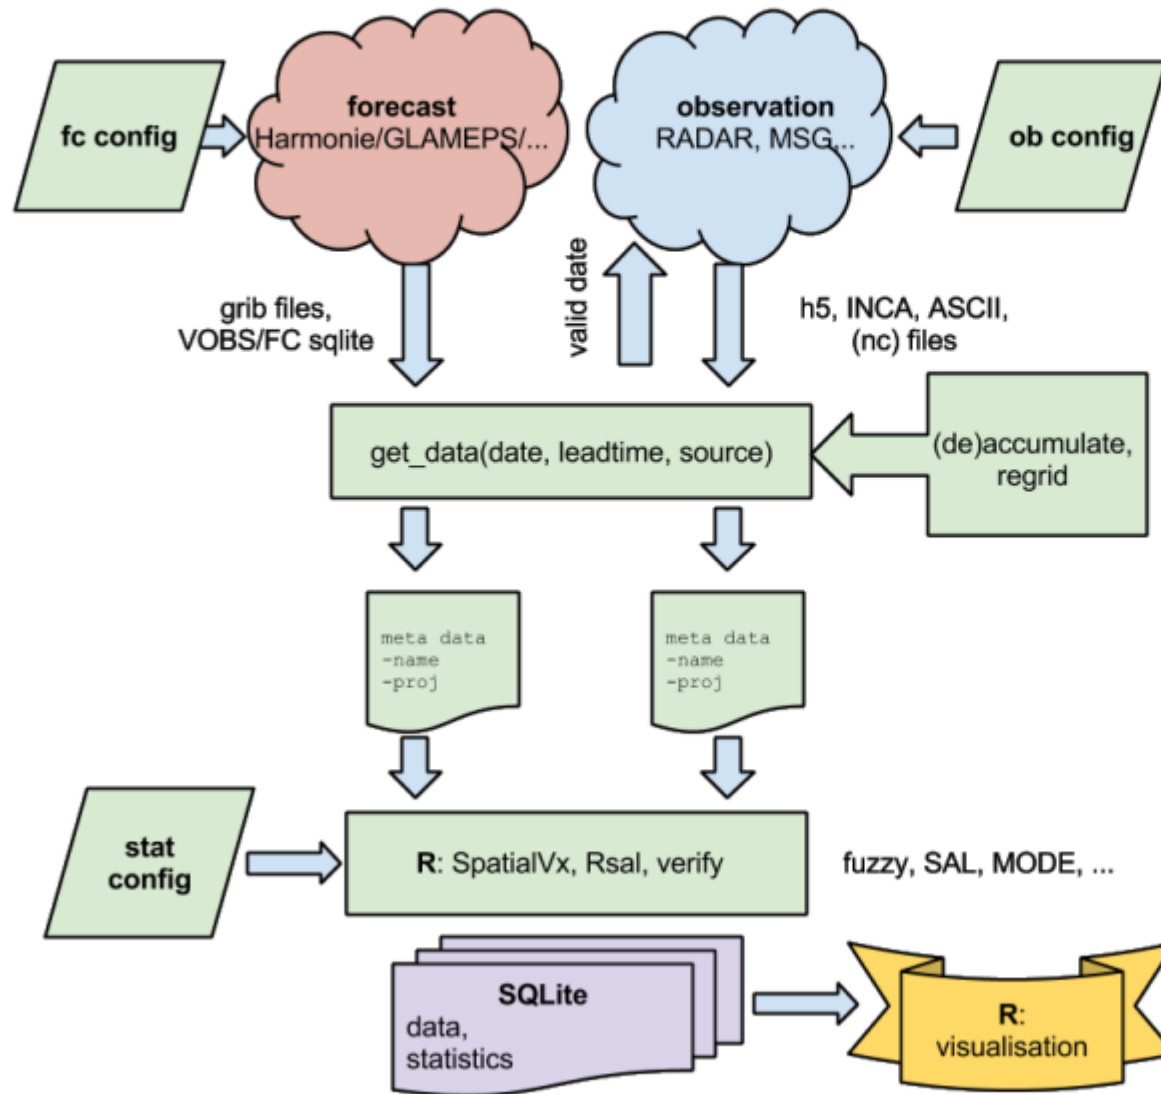 fc config
forecast
Harmonie/GLAMEPS/...
observation
RADAR, MSG,..
ob config
grib files,
VOBS/FC sqlite
valid date
h5, INCA, ASCII,
(nc) files
get_data(date, leadtime, source)
(de)accumulate,
regrid
meta data
-name
-proj
meta data
-name
-proj
stat
config
R: SpatialVx, Rsal, verify
fuzzy, SAL, MODE, ...
SQLite
data,
statistics
R:
visualisation